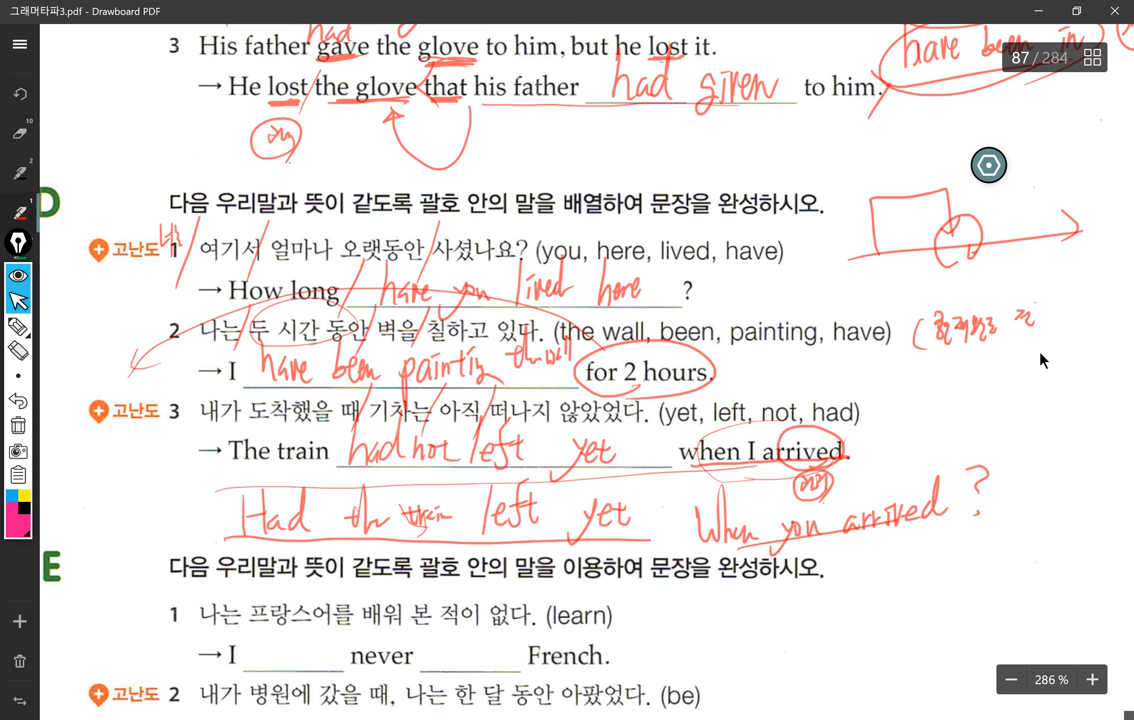 그래머타파3.pdf - Drawboard PDF
had
3 His father gave the glove to him, but he lost it.
have been in
87 / 284
→ He lost the glove that his father had given to him.
D 다음 우리말과 뜻이 같도록 괄호 안의 말을 배열하여 문장을 완성하시오.
고난도 1 여기서 얼마나 오랫동안 사셨나요? (you, here, lived, have)
→ How long have you lived here ?
2 나는 두 시간 동안 벽을 칠하고 있다. (the wall, been, painting, have)
→ I have been painting the wall for 2 hours.
고난도 3 내가 도착했을 때 기차는 아직 떠나지 않았었다. (yet, left, not, had)
→ The train had not left yet when I arrived.
Had the train left yet When you arrived ?
E 다음 우리말과 뜻이 같도록 괄호 안의 말을 이용하여 문장을 완성하시오.
1 나는 프랑스어를 배워 본 적이 없다. (learn)
→ I never French.
286 %
고난도 2 내가 병원에 갔을 때, 나는 한 달 동안 아팠었다. (be)